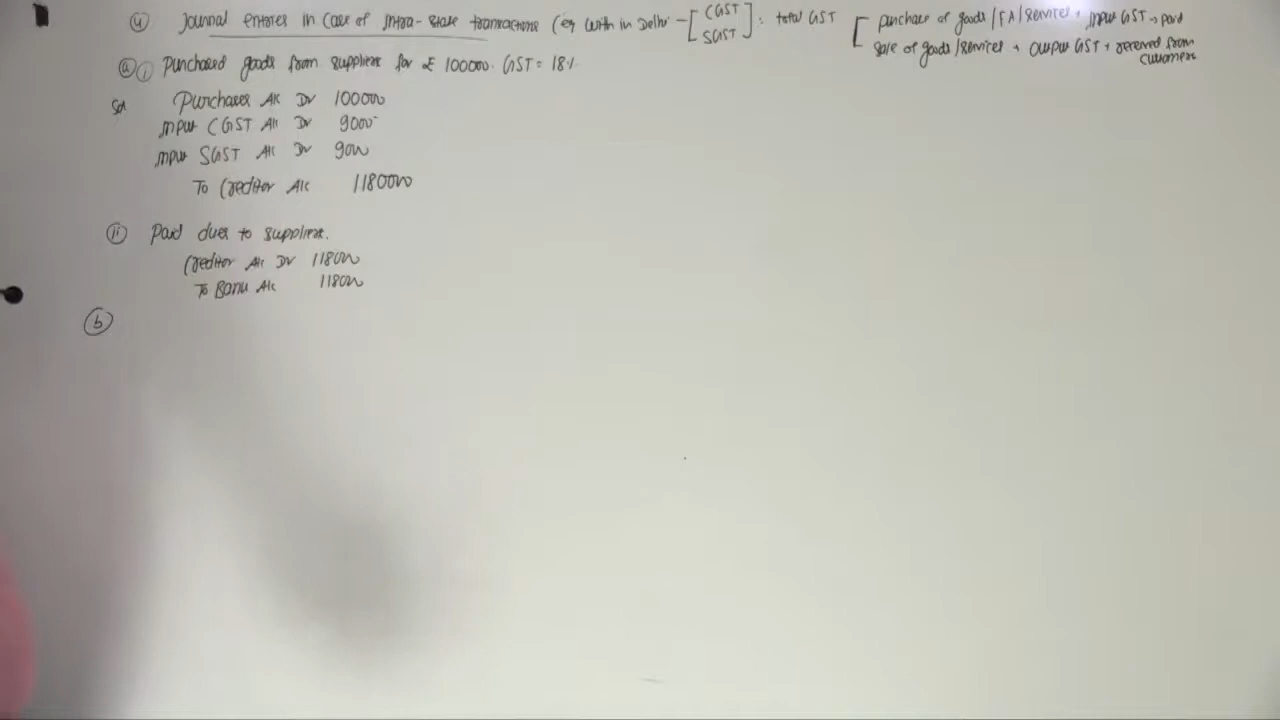 ④ Journal entries in case of Intra-state transactions (eg with in Delhi - [CGST SGST] = total GST
[ purchase of goods / FA / services + Input GST → paid
sale of goods / services + Output GST + received from customers
ⓐ ⓘ Purchased goods from suppliers for ₹ 100000. GST = 18%
Sol Purchases A/c Dr 100000
Input CGST A/c Dr 9000
Input SGST A/c Dr 9000
To Creditor A/c 118000
ⅱ Paid dues to suppliers.
Creditor A/c Dr 118000
To Bank A/c 118000
ⓑ